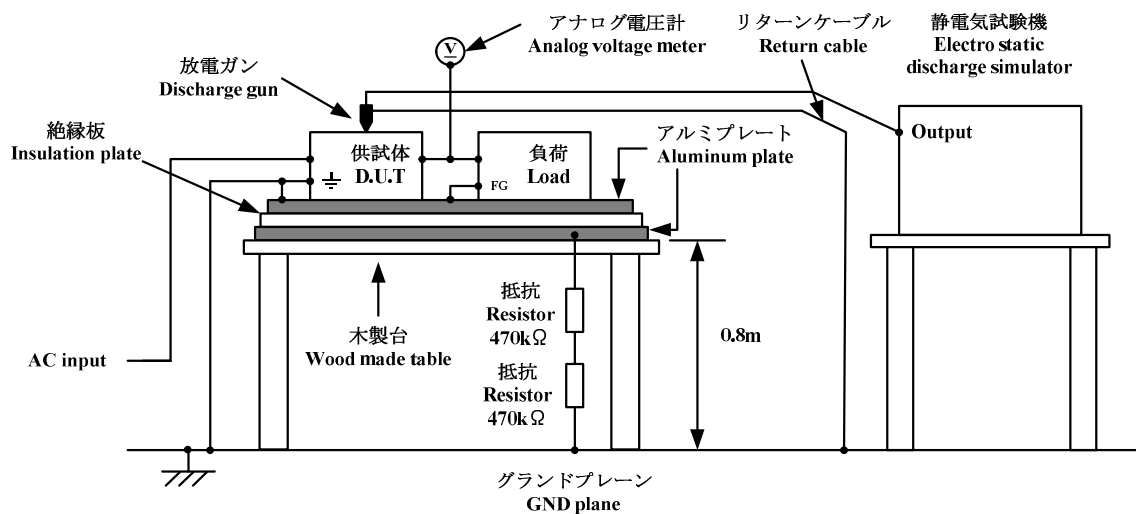 アナログ電圧計
Analog voltage meter
リターンケーブル
Return cable
静電気試験機
Electro static
discharge simulator
放電ガン
Discharge gun
V
絶縁板
Insulation plate
供試体
D.U.T
負荷
Load
FG
アルミプレート
Aluminum plate
Output
抵抗
Resistor
470kΩ
0.8m
木製台
Wood made table
AC input
抵抗
Resistor
470kΩ
グランドプレーン
GND plane